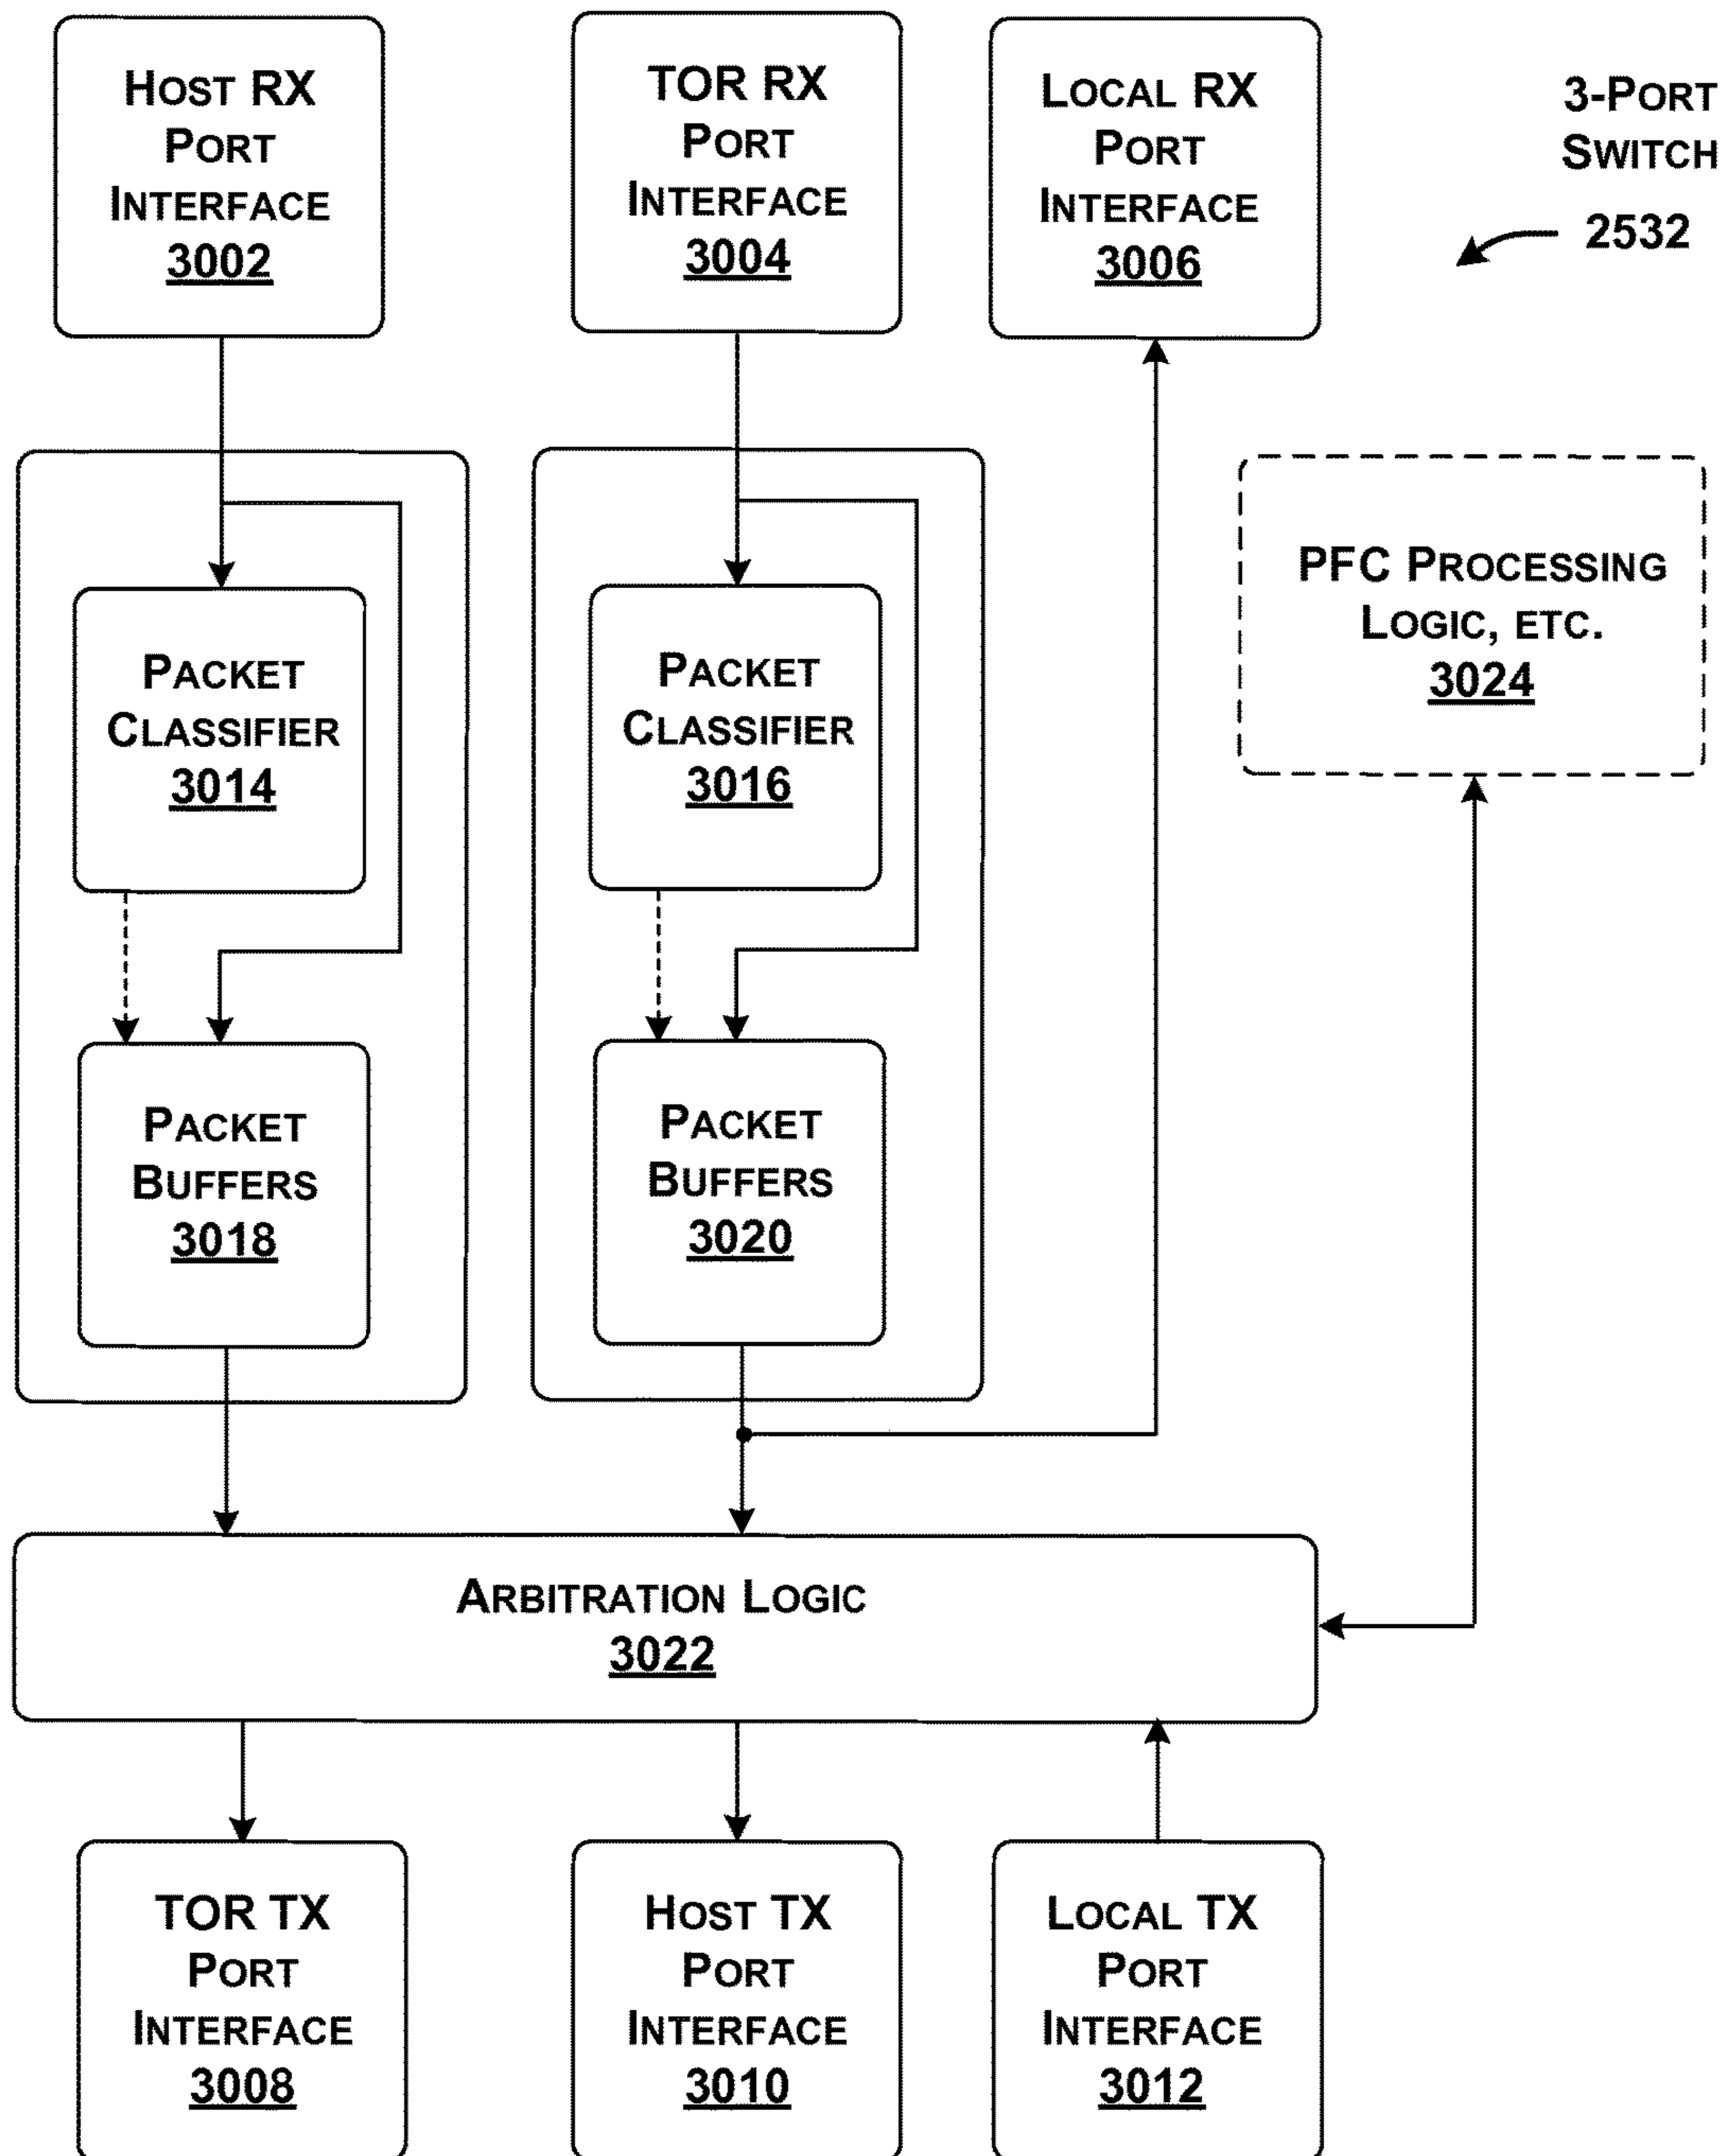 HOST RX
PORT
INTERFACE
3002
TOR RX
PORT
INTERFACE
3004
LOCAL RX
PORT
INTERFACE
3006
3-PORT
SWITCH
2532
PACKET
CLASSIFIER
3014
PACKET
CLASSIFIER
3016
PFC PROCESSING
LOGIC, ETC.
3024
PACKET
BUFFERS
3018
PACKET
BUFFERS
3020
ARBITRATION LOGIC
3022
TOR TX
PORT
INTERFACE
3008
HOST TX
PORT
INTERFACE
3010
LOCAL TX
PORT
INTERFACE
3012